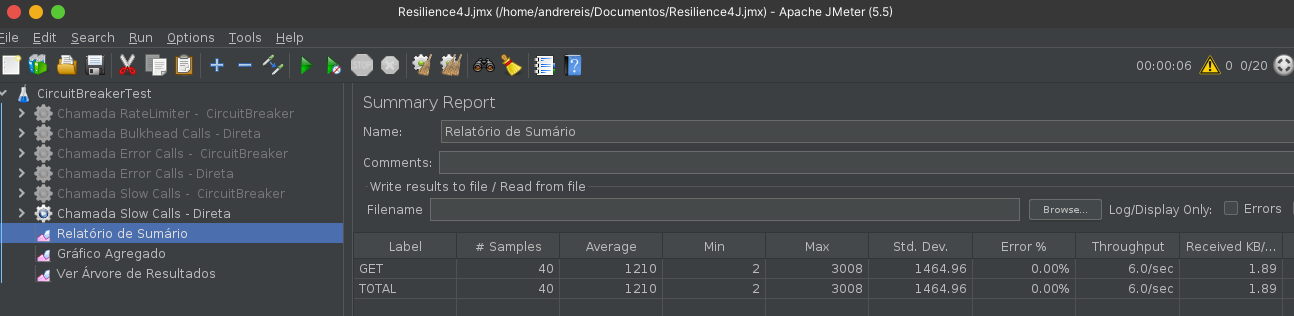 Resilience4J.jmx (/home/andrereis/Documentos/Resilience4J.jmx) - Apache JMeter (5.5)
File Edit Search Run Options Tools Help
STOP 00:00:06 0 0/20
CircuitBreakerTest
Chamada RateLimiter - CircuitBreaker
Chamada Bulkhead Calls - Direta
Chamada Error Calls - CircuitBreaker
Chamada Error Calls - Direta
Chamada Slow Calls - CircuitBreaker
Chamada Slow Calls - Direta
Relatório de Sumário
Gráfico Agregado
Ver Árvore de Resultados
Summary Report
Name: Relatório de Sumário
Comments:
Write results to file / Read from file
Filename Browse... Log/Display Only: Errors
Label # Samples Average Min Max Std. Dev. Error % Throughput Received KB/...
GET 40 1210 2 3008 1464.96 0.00% 6.0/sec 1.89
TOTAL 40 1210 2 3008 1464.96 0.00% 6.0/sec 1.89